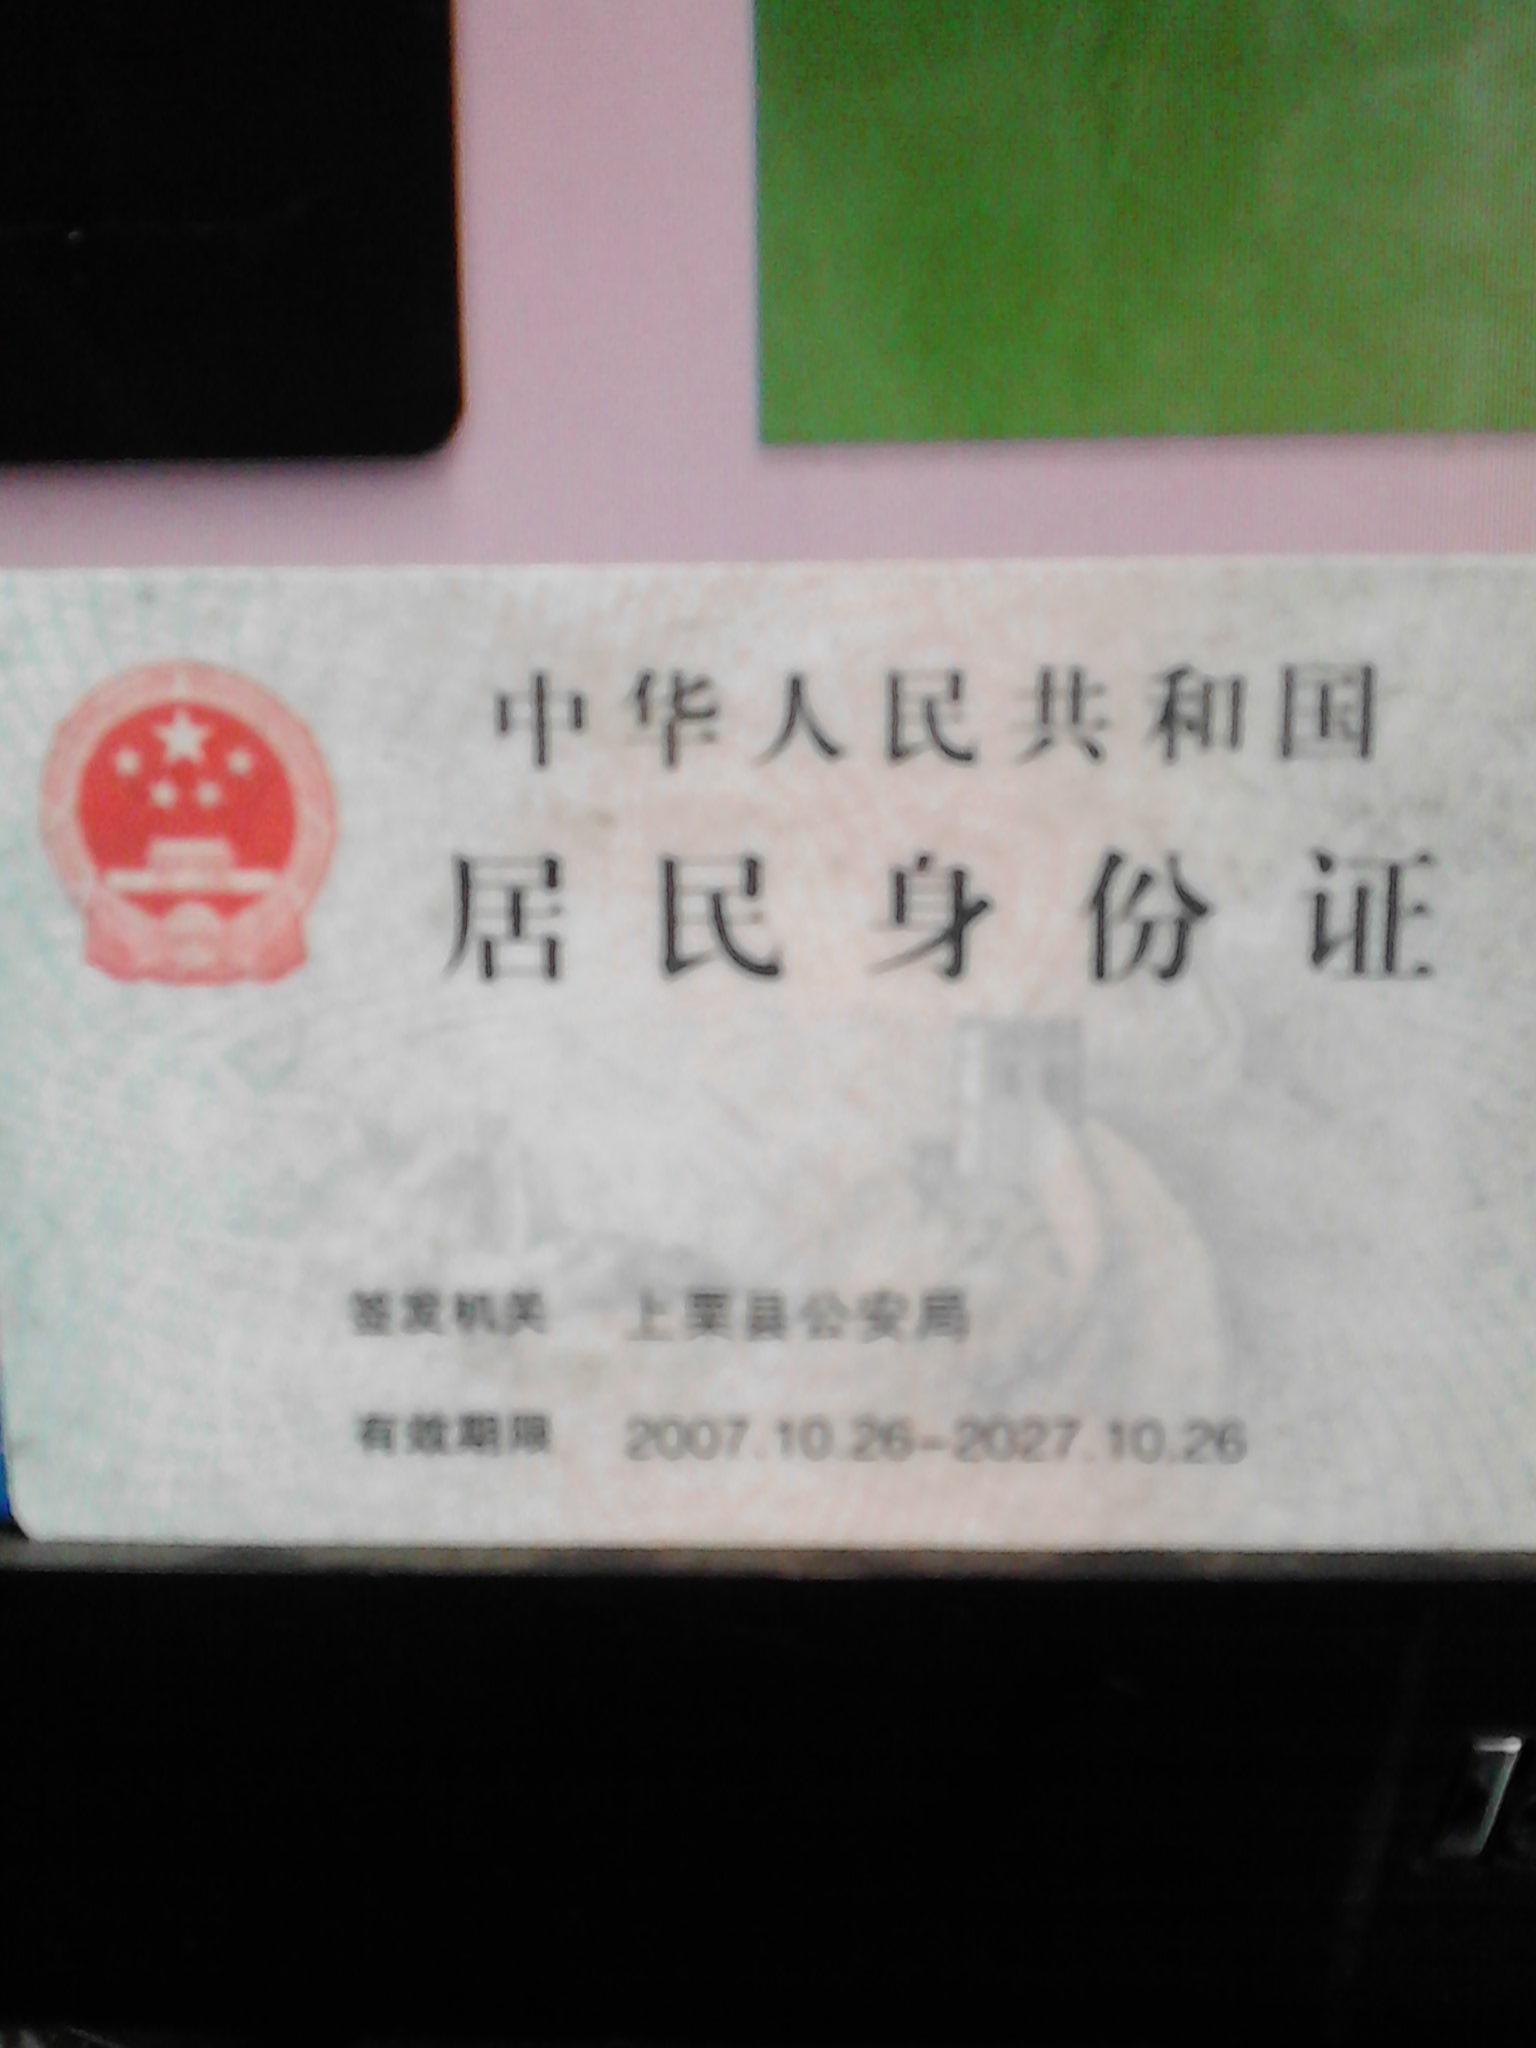 中华人民共和国
居民身份证
签发机关 上栗县公安局
有效期限 2007.10.26-2027.10.26